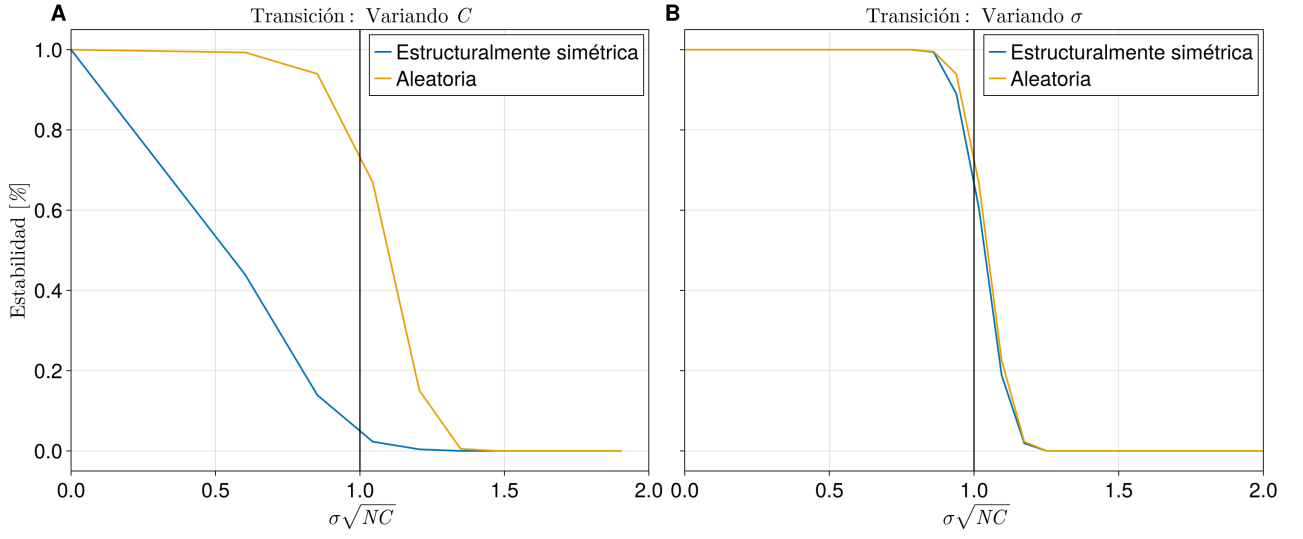 A
Transición: Variando C
Estructuralmente simétrica
Aleatoria
Estabilidad [%]
1.0
0.8
0.6
0.4
0.2
0.0
0.0 0.5 1.0 1.5 2.0
σ√NC
B
Transición: Variando σ
Estructuralmente simétrica
Aleatoria
0.0 0.5 1.0 1.5 2.0
σ√NC